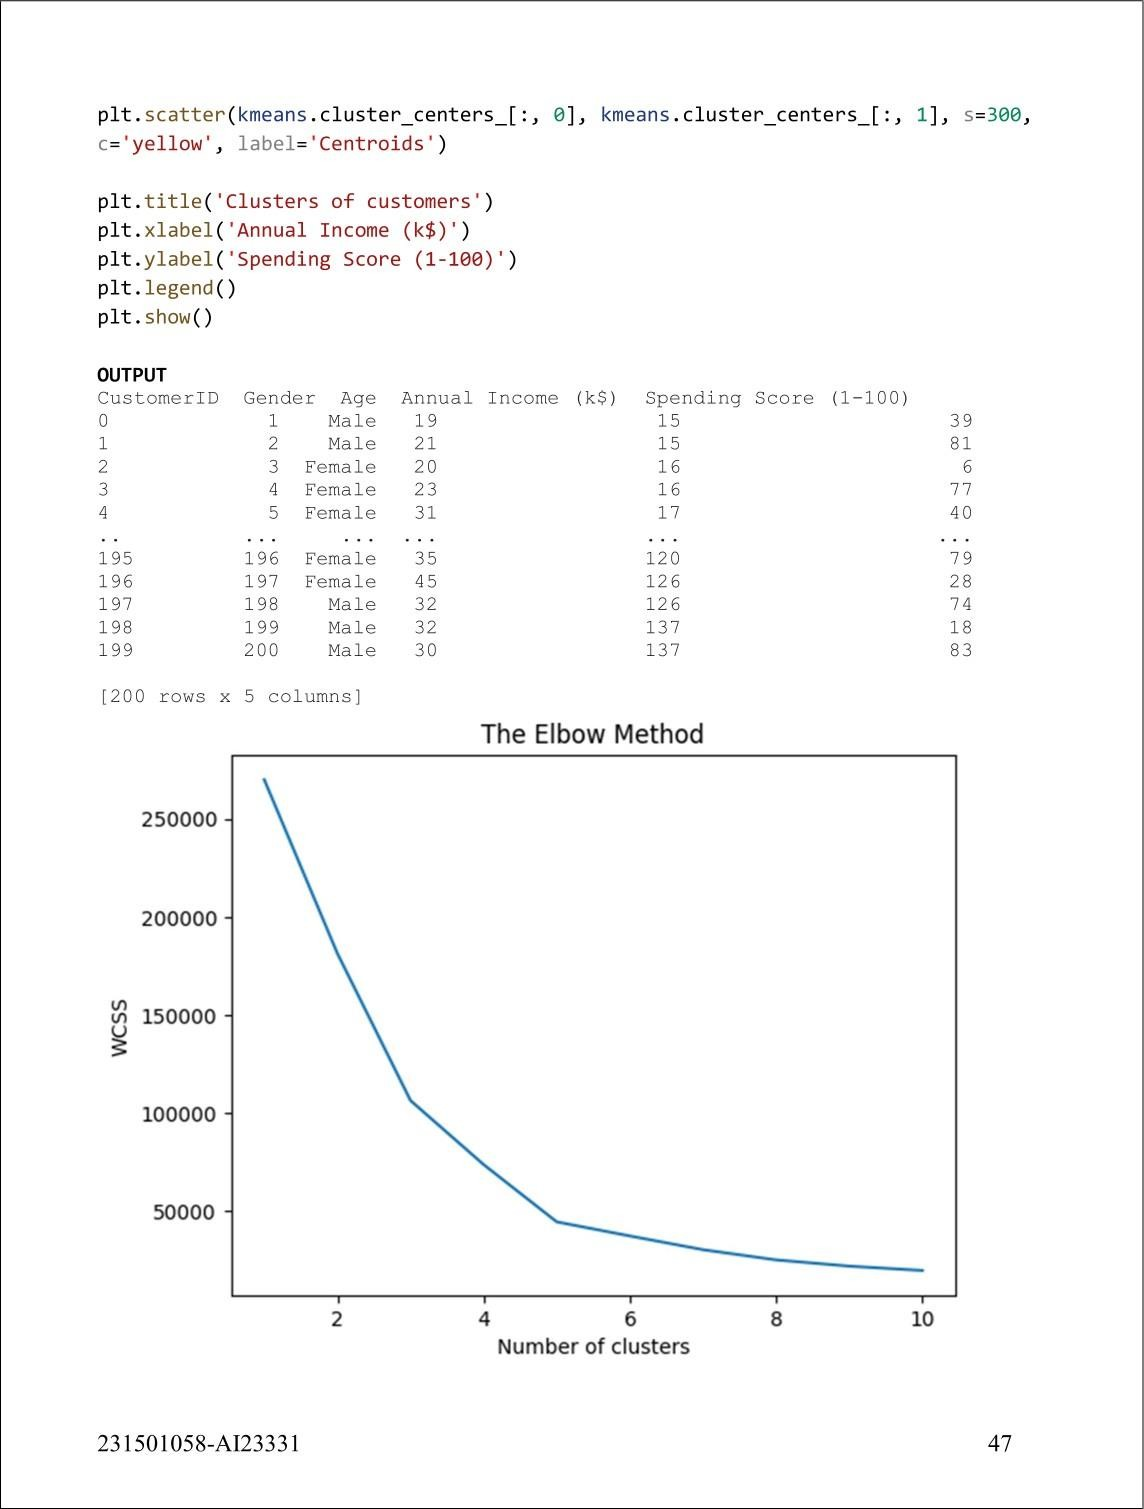 plt.scatter(kmeans.cluster_centers_[:, 0], kmeans.cluster_centers_[:, 1], s=300,
c='yellow', label='Centroids')
plt.title('Clusters of customers')
plt.xlabel('Annual Income (k$)')
plt.ylabel('Spending Score (1-100)')
plt.legend()
plt.show()
OUTPUT
CustomerID  Gender  Age  Annual Income (k$)  Spending Score (1-100)
0 1 Male 19 15 39
1 2 Male 21 15 81
2 3 Female 20 16 6
3 4 Female 23 16 77
4 5 Female 31 17 40
.. ... ... ... ... ...
195 196 Female 35 120 79
196 197 Female 45 126 28
197 198 Male 32 126 74
198 199 Male 32 137 18
199 200 Male 30 137 83
[200 rows x 5 columns]
The Elbow Method
250000
200000
150000
100000
50000
WCSS
2 4 6 8 10
Number of clusters
231501058-AI23331 47